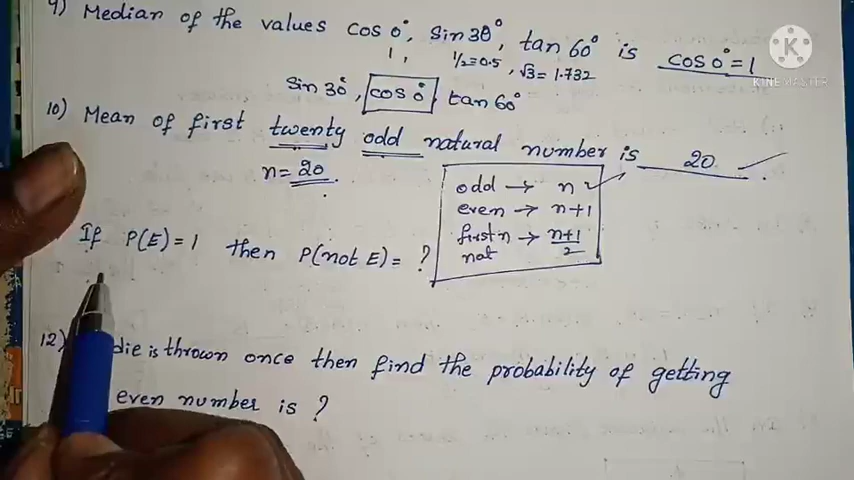 9) Median of the values cos 0°, sin 30°, tan 60° is cos 0° = 1
1, 1/2=0.5, √3 = 1.732
sin 30°, cos 0°, tan 60°
10) Mean of first twenty odd natural number is 20.
n = 20.
odd → n
even → n+1
first n → n+1/2
nat
If P(E) = 1 then P(not E) = ?
12) die is thrown once then find the probability of getting
even number is ?
K
KINEMASTER